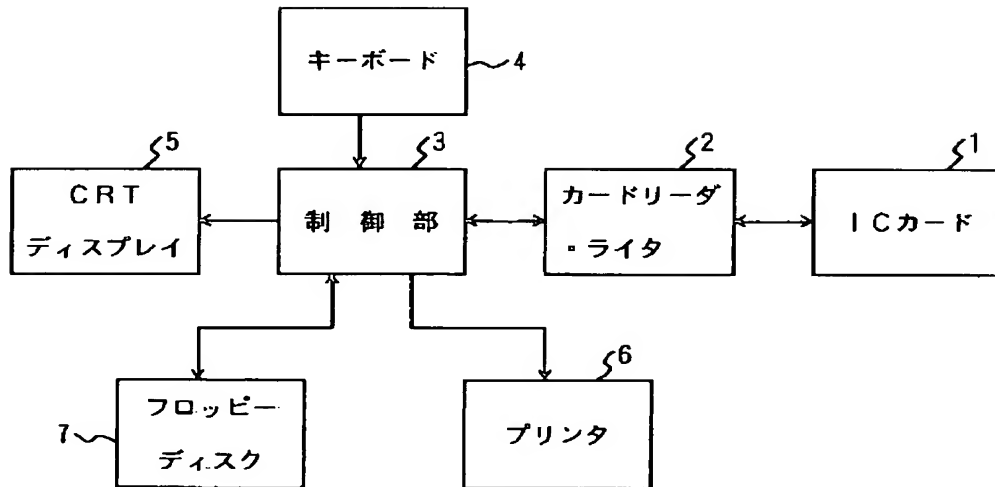 キーボード
4
5
3
2
1
CRT
ディスプレイ
制御部
カードリーダ
・ライタ
ICカード
6
7
フロッピー
ディスク
プリンタ